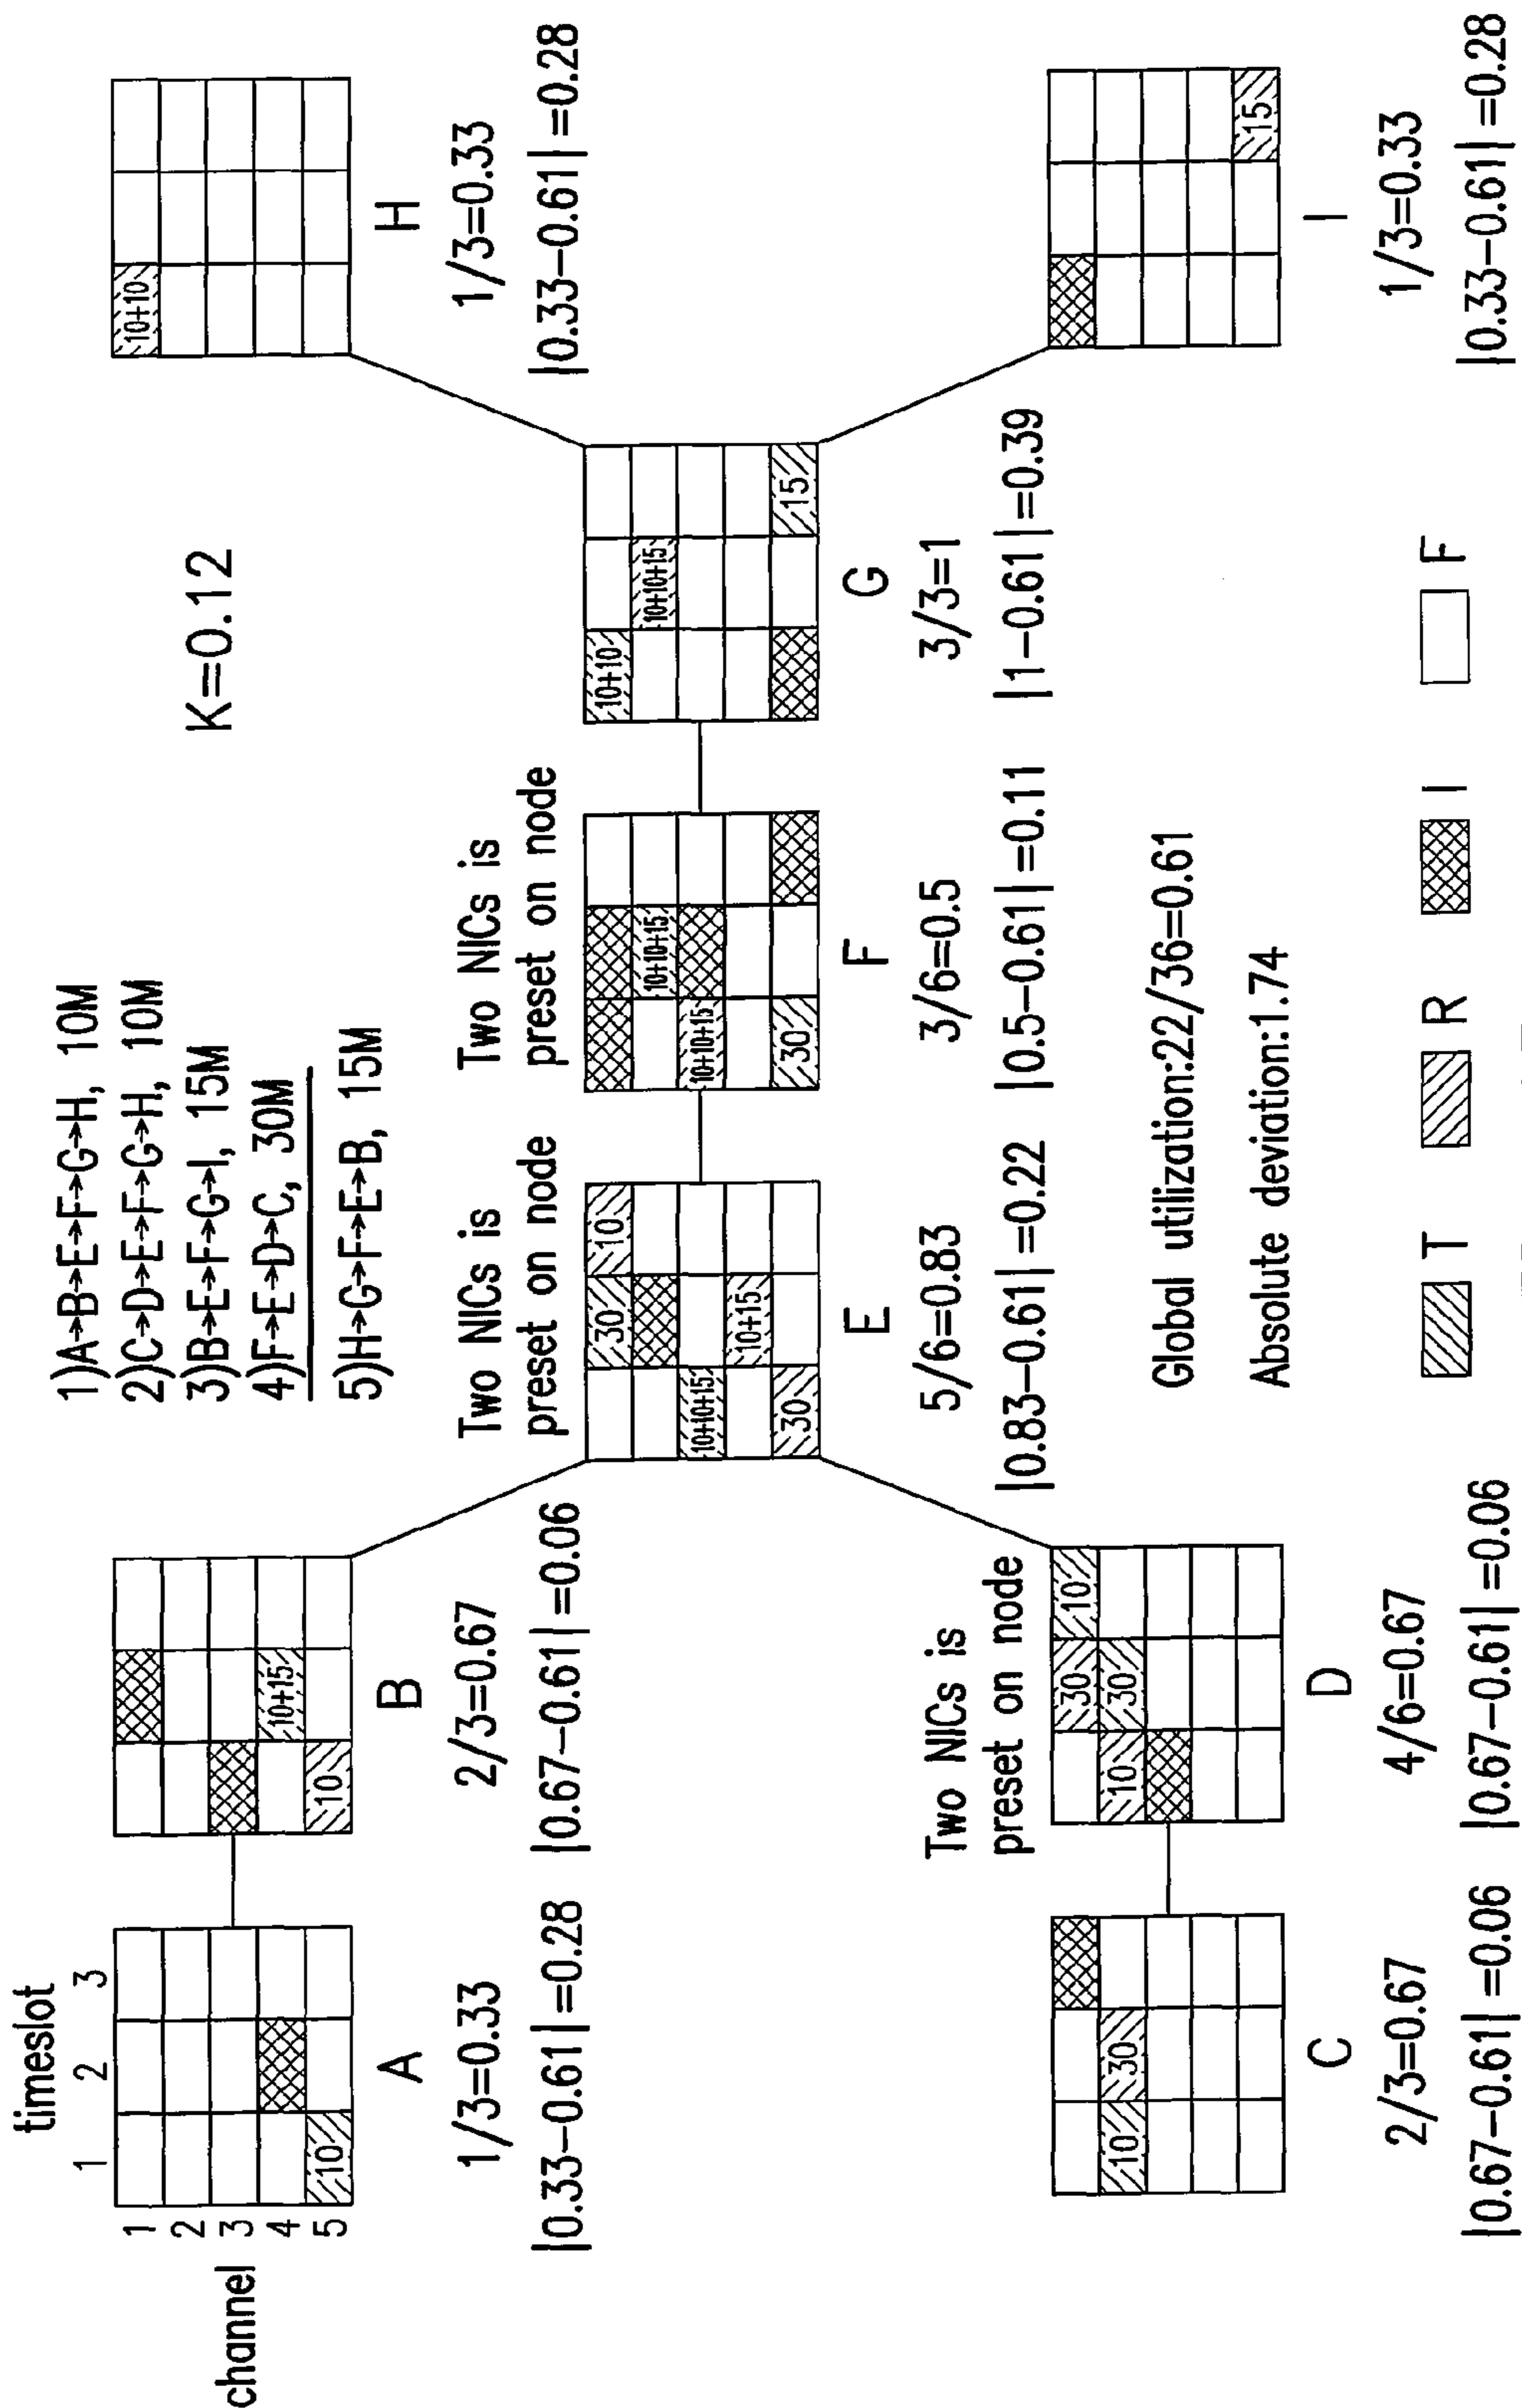 timeslot
1 2 3
channel
1
2
3
4
5
10
A
1/3=0.33
|0.33-0.61|=0.28
10+15
10
B
2/3=0.67
|0.67-0.61|=0.06
1)A→B→E→F→G→H, 10M
2)C→D→E→F→G→H, 10M
3)B→E→F→G→I, 15M
4)F→E→D→C, 30M
5)H→G→F→E→B, 15M
K=0.12
10+10
H
1/3=0.33
|0.33-0.61|=0.28
Two NICs is
preset on node
30 10
10+10+15
10+15
30
E
5/6=0.83
|0.83-0.61|=0.22
Two NICs is
preset on node
10+10+15
10+10+15
30
F
3/6=0.5
|0.5-0.61|=0.11
10+10
10+10+15
15
G
3/3=1
|1-0.61|=0.39
10 30
C
2/3=0.67
|0.67-0.61|=0.06
Two NICs is
preset on node
30 10
10 30
D
4/6=0.67
|0.67-0.61|=0.06
Global utilization:22/36=0.61
Absolute deviation:1.74
15
I
1/3=0.33
|0.33-0.61|=0.28
T R I F